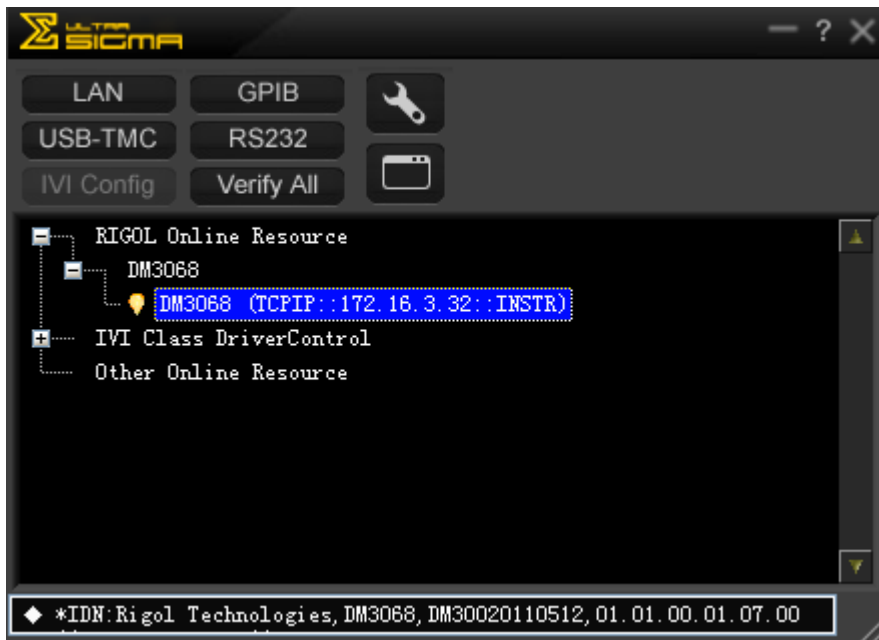 ULTRA
SIGMA
?
LAN
GPIB
USB-TMC
RS232
IVI Config
Verify All
RIGOL Online Resource
DM3068
DM3068 (TCPIP::172.16.3.32::INSTR)
IVI Class DriverControl
Other Online Resource
*IDN:Rigol Technologies,DM3068,DM30020110512,01.01.00.01.07.00